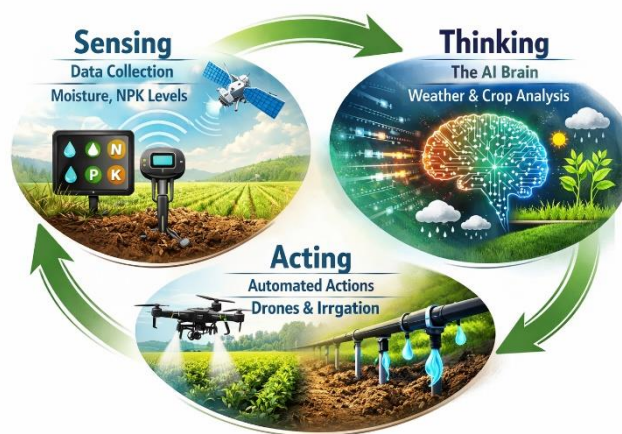 Sensing
Data Collection
Moisture, NPK Levels
N
P K
Thinking
The AI Brain
Weather & Crop Analysis
Acting
Automated Actions
Drones & Irrgation